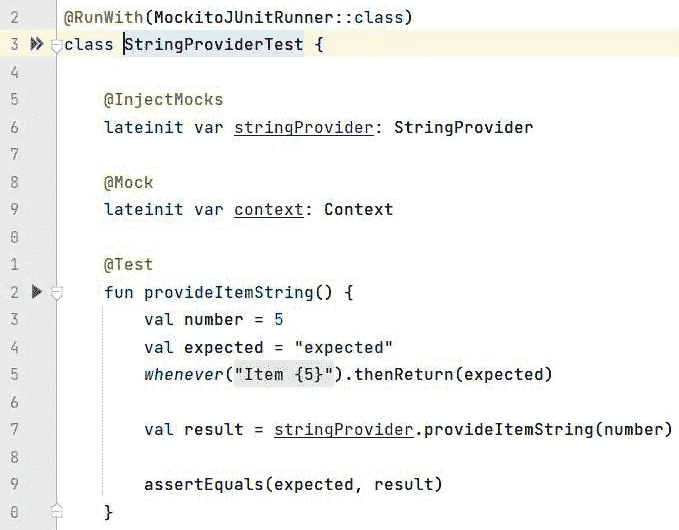 2 @RunWith(MockitoJUnitRunner::class)
3 class StringProviderTest {
4
5 @InjectMocks
6 lateinit var stringProvider: StringProvider
7
8 @Mock
9 lateinit var context: Context
0
1 @Test
2 fun provideItemString() {
3 val number = 5
4 val expected = "expected"
5 whenever("Item {5}").thenReturn(expected)
6
7 val result = stringProvider.provideItemString(number)
8
9 assertEquals(expected, result)
0 }